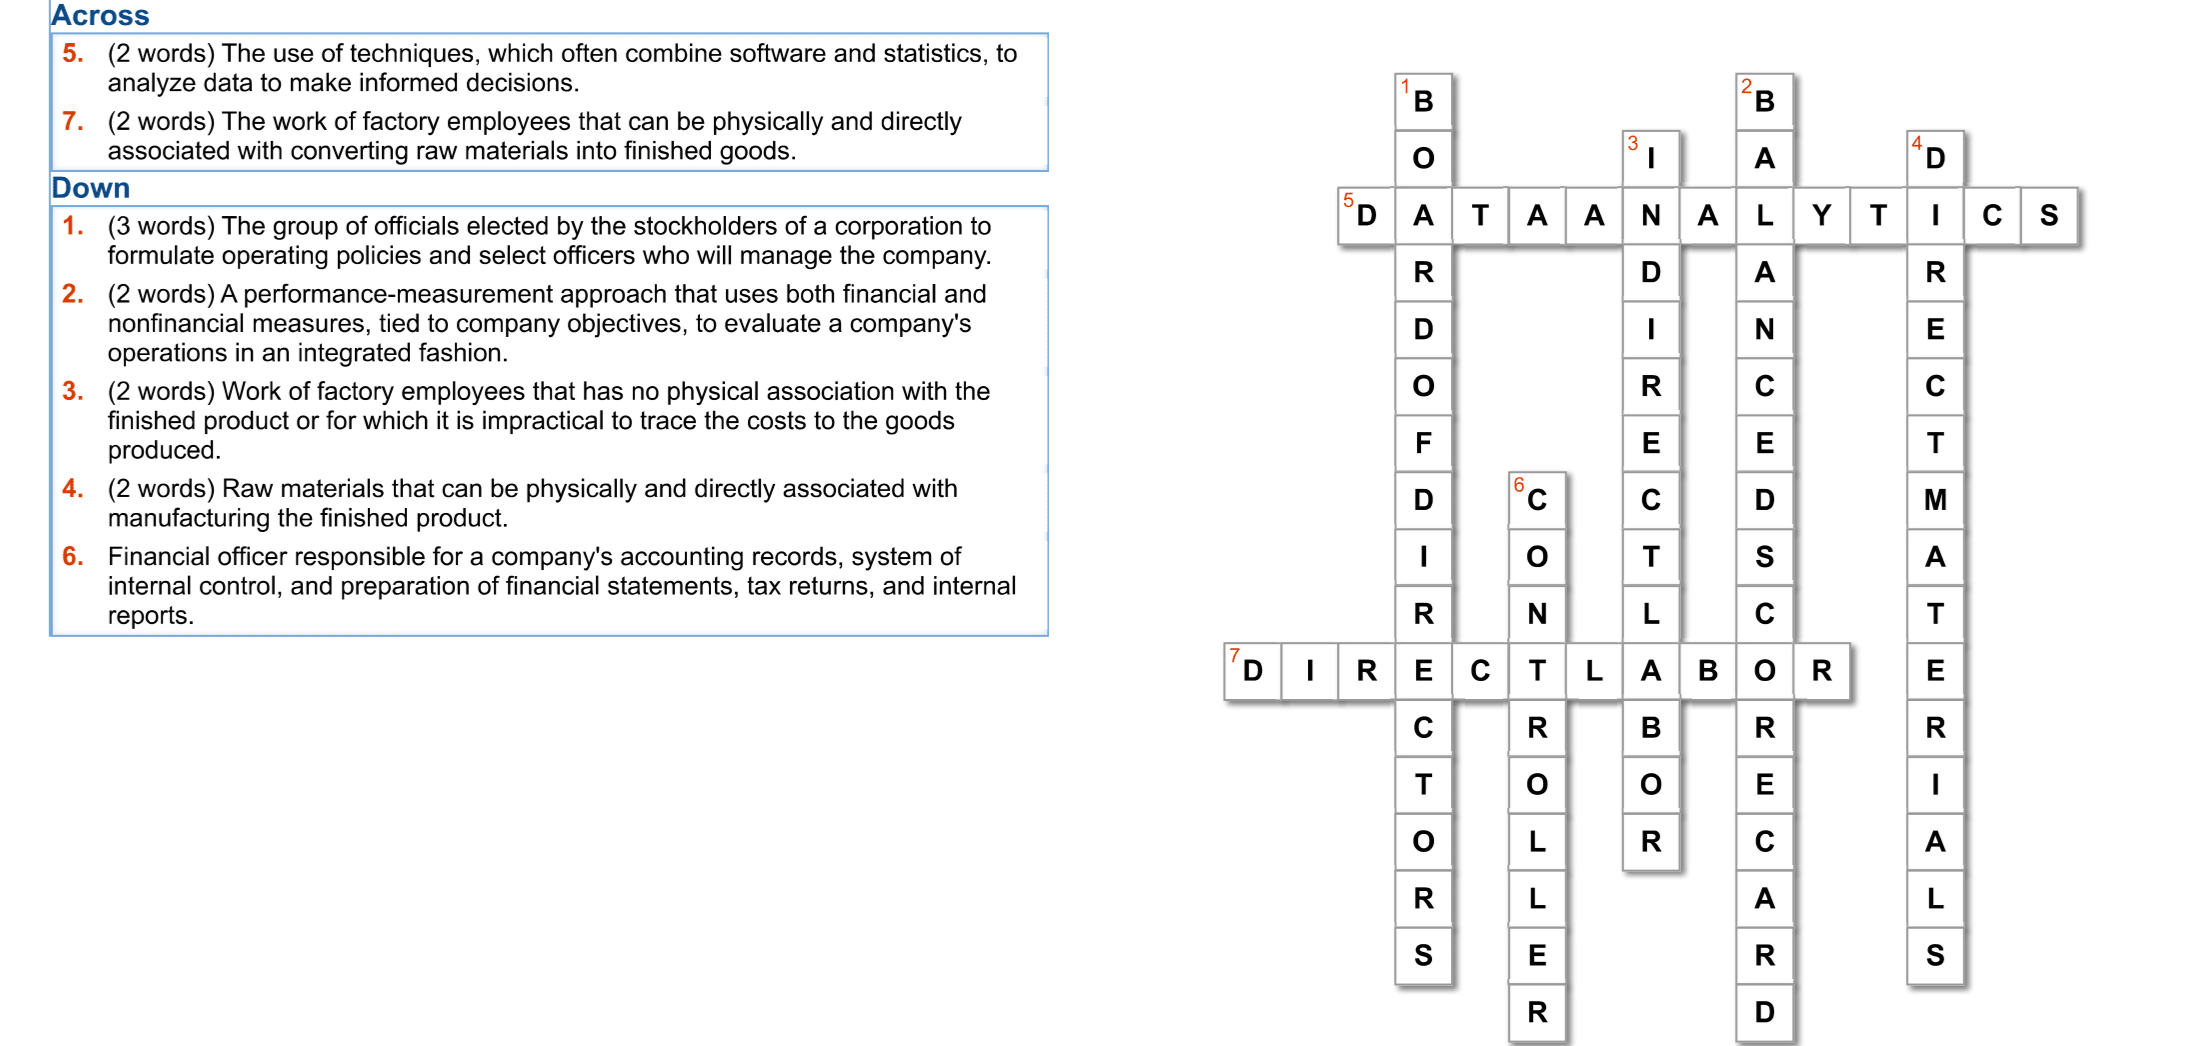 Across
5. (2 words) The use of techniques, which often combine software and statistics, to
analyze data to make informed decisions.
7. (2 words) The work of factory employees that can be physically and directly
associated with converting raw materials into finished goods.
Down
1. (3 words) The group of officials elected by the stockholders of a corporation to
formulate operating policies and select officers who will manage the company.
2. (2 words) A performance-measurement approach that uses both financial and
nonfinancial measures, tied to company objectives, to evaluate a company's
operations in an integrated fashion.
3. (2 words) Work of factory employees that has no physical association with the
finished product or for which it is impractical to trace the costs to the goods
produced.
4. (2 words) Raw materials that can be physically and directly associated with
manufacturing the finished product.
6. Financial officer responsible for a company's accounting records, system of
internal control, and preparation of financial statements, tax returns, and internal
reports.
1 B 2 B
O 3 I A 4 D
5 D A T A A N A L Y T I C S
R D A R
D I N E
O R C C
F E E T
D 6 C C D M
I O T S A
R N L C T
7 D I R E C T L A B O R E
C R B R R
T O O E I
O L R C A
R L A L
S E R S
R D